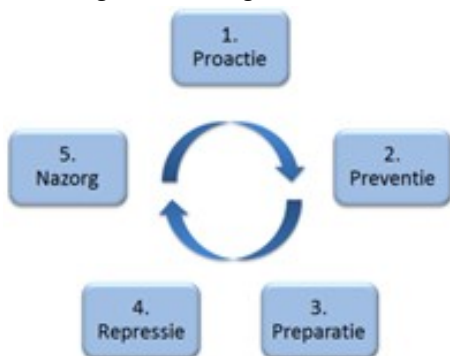 1.
Proactie
2.
Preventie
3.
Preparatie
4.
Repressie
5.
Nazorg